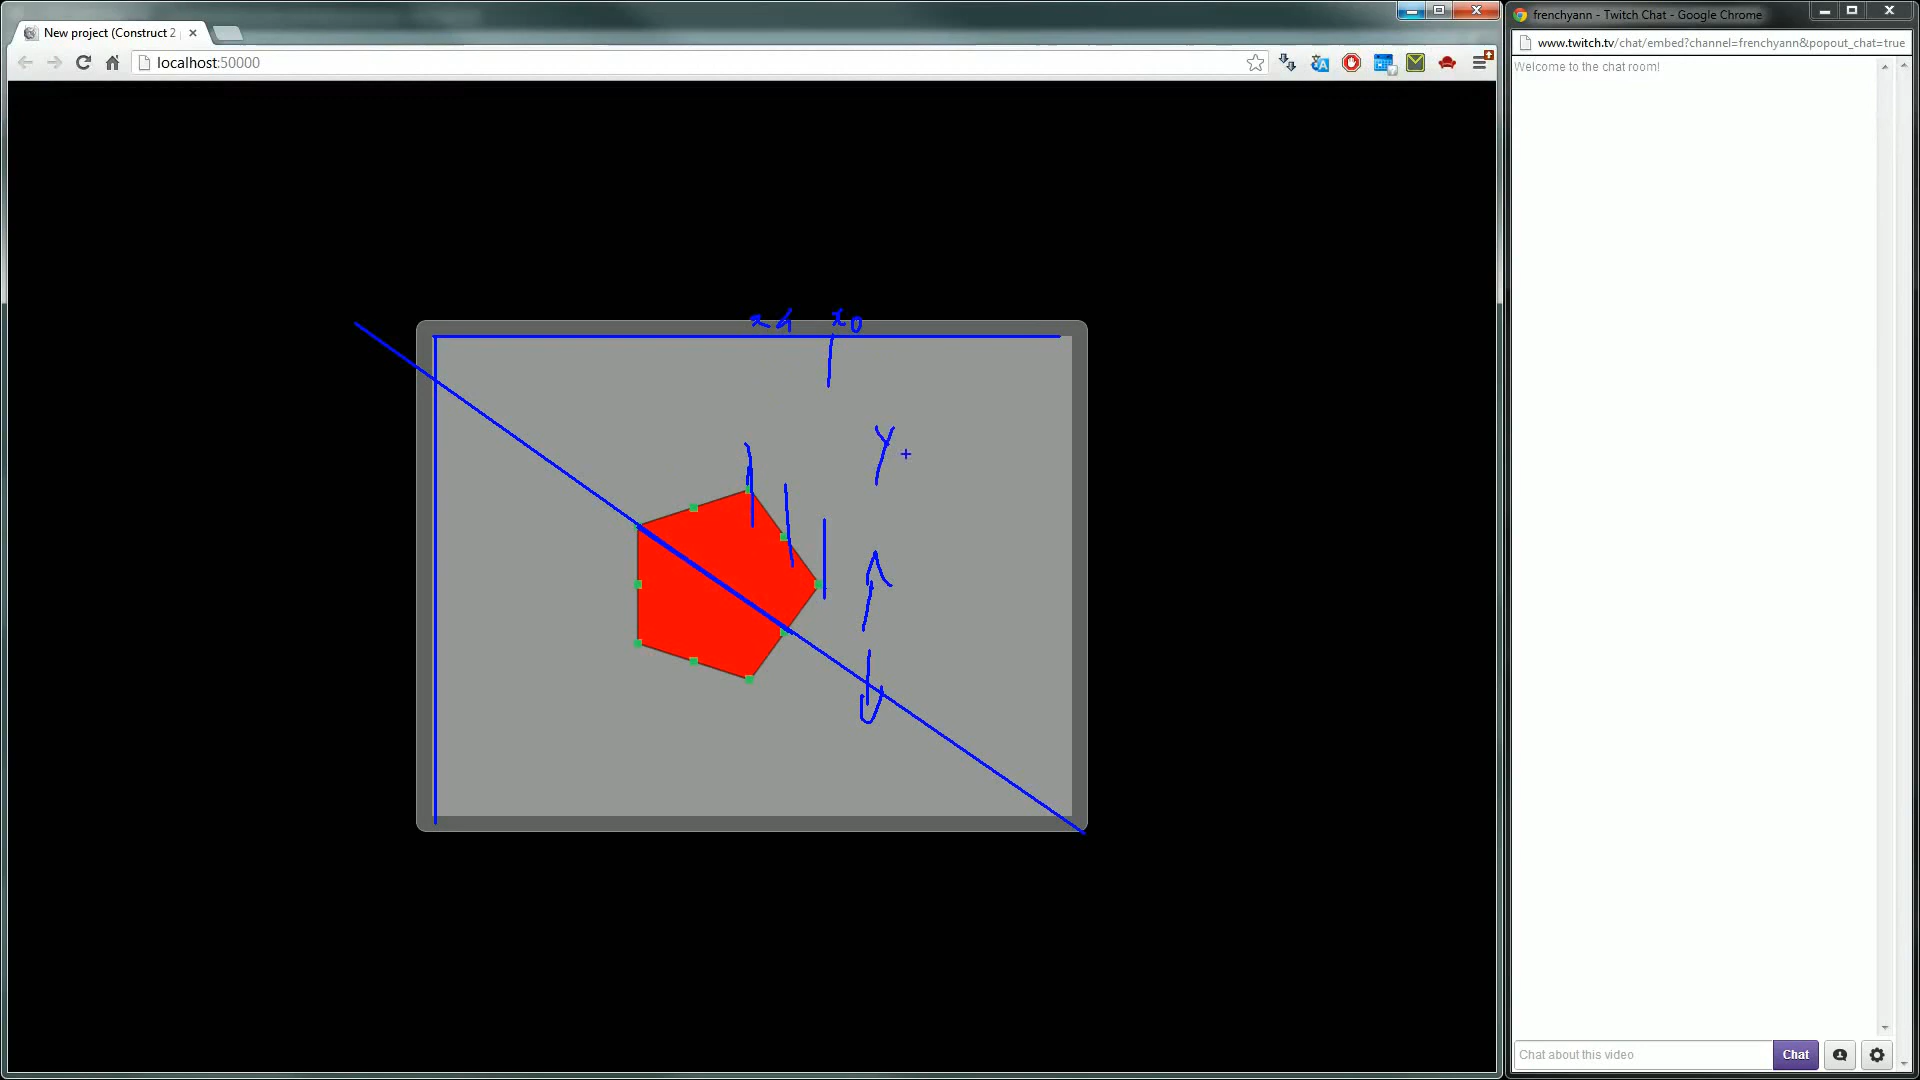 New project (Construct 2
localhost:50000
x1 x0
Y
frenchyann - Twitch Chat - Google Chrome
www.twitch.tv/chat/embed?channel=frenchyann&popout_chat=true
Welcome to the chat room!
Chat about this video
Chat